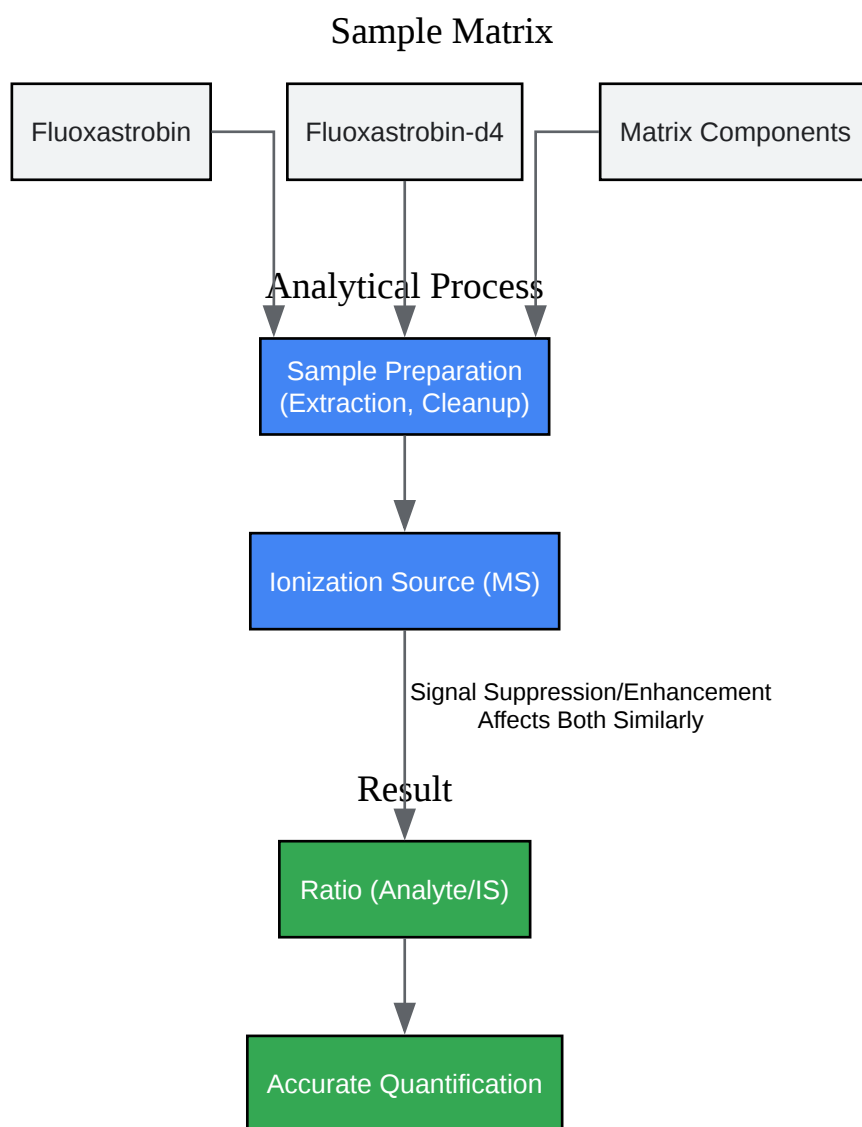 Sample Matrix
Fluoxastrobin
Fluoxastrobin-d4
Matrix Components
Analytical Process
Sample Preparation
(Extraction, Cleanup)
Ionization Source (MS)
Signal Suppression/Enhancement
Affects Both Similarly
Result
Ratio (Analyte/IS)
Accurate Quantification